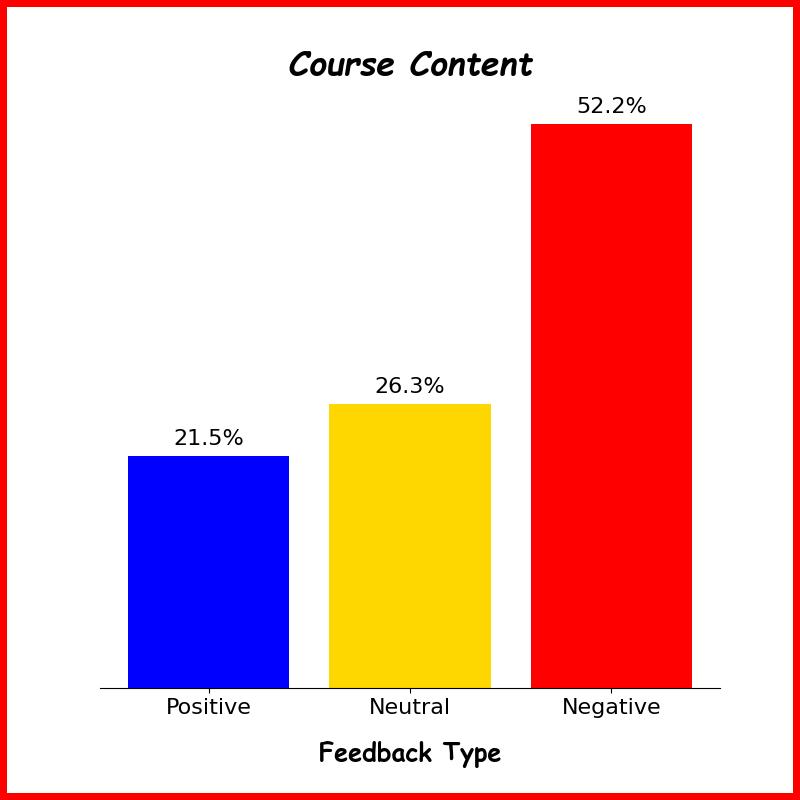 Course Content
52.2%
26.3%
21.5%
Positive Neutral Negative
Feedback Type